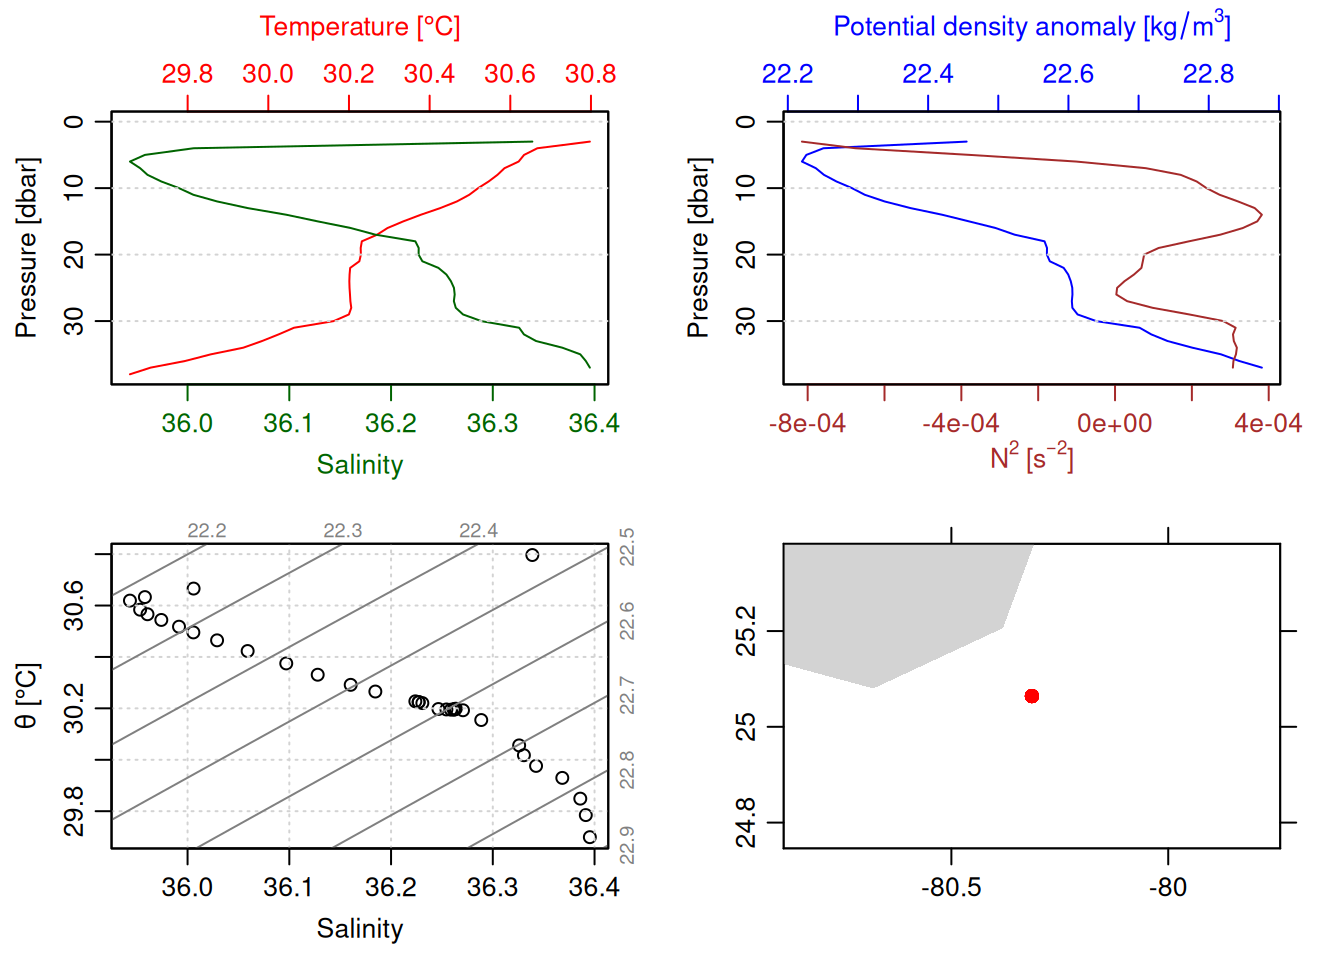 Temperature [°C]
29.8 30.0 30.2 30.4 30.6 30.8
0
10
20
30
Pressure [dbar]
36.0 36.1 36.2 36.3 36.4
Salinity
Potential density anomaly [kg/m³]
22.2 22.4 22.6 22.8
0
10
20
30
Pressure [dbar]
-8e-04 -4e-04 0e+00 4e-04
N² [s⁻²]
22.2 22.3 22.4
22.5
22.6
22.7
22.8
22.9
30.6
30.2
29.8
θ [°C]
36.0 36.1 36.2 36.3 36.4
Salinity
25.2
25
24.8
-80.5 -80